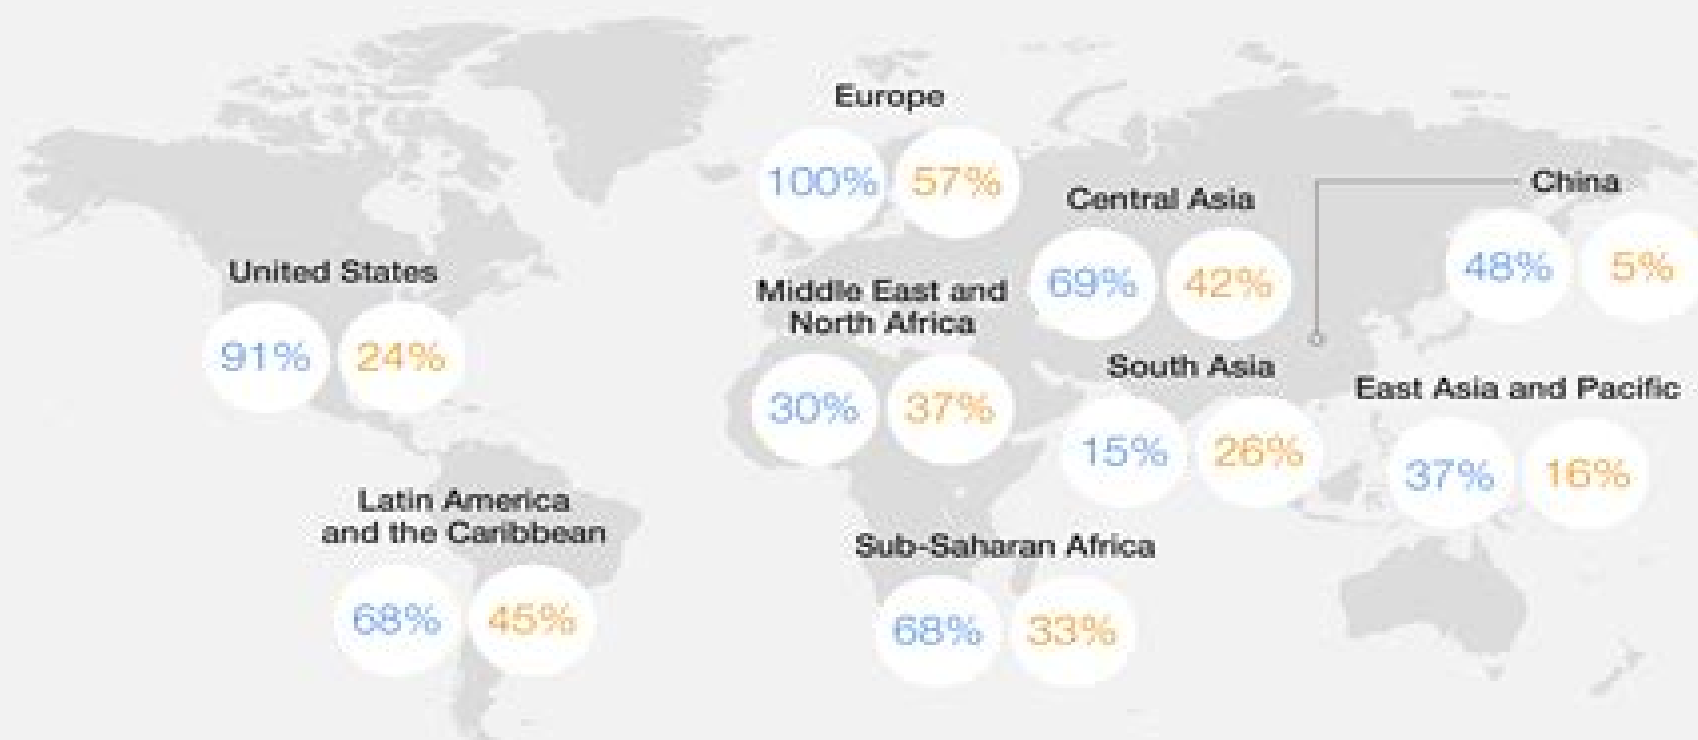 Europe
100% 57%
China
48% 5%
Central Asia
69% 42%
United States
91% 24%
Middle East and
North Africa
30% 37%
South Asia
15% 26%
East Asia and Pacific
37% 16%
Latin America
and the Caribbean
68% 45%
Sub-Saharan Africa
68% 33%